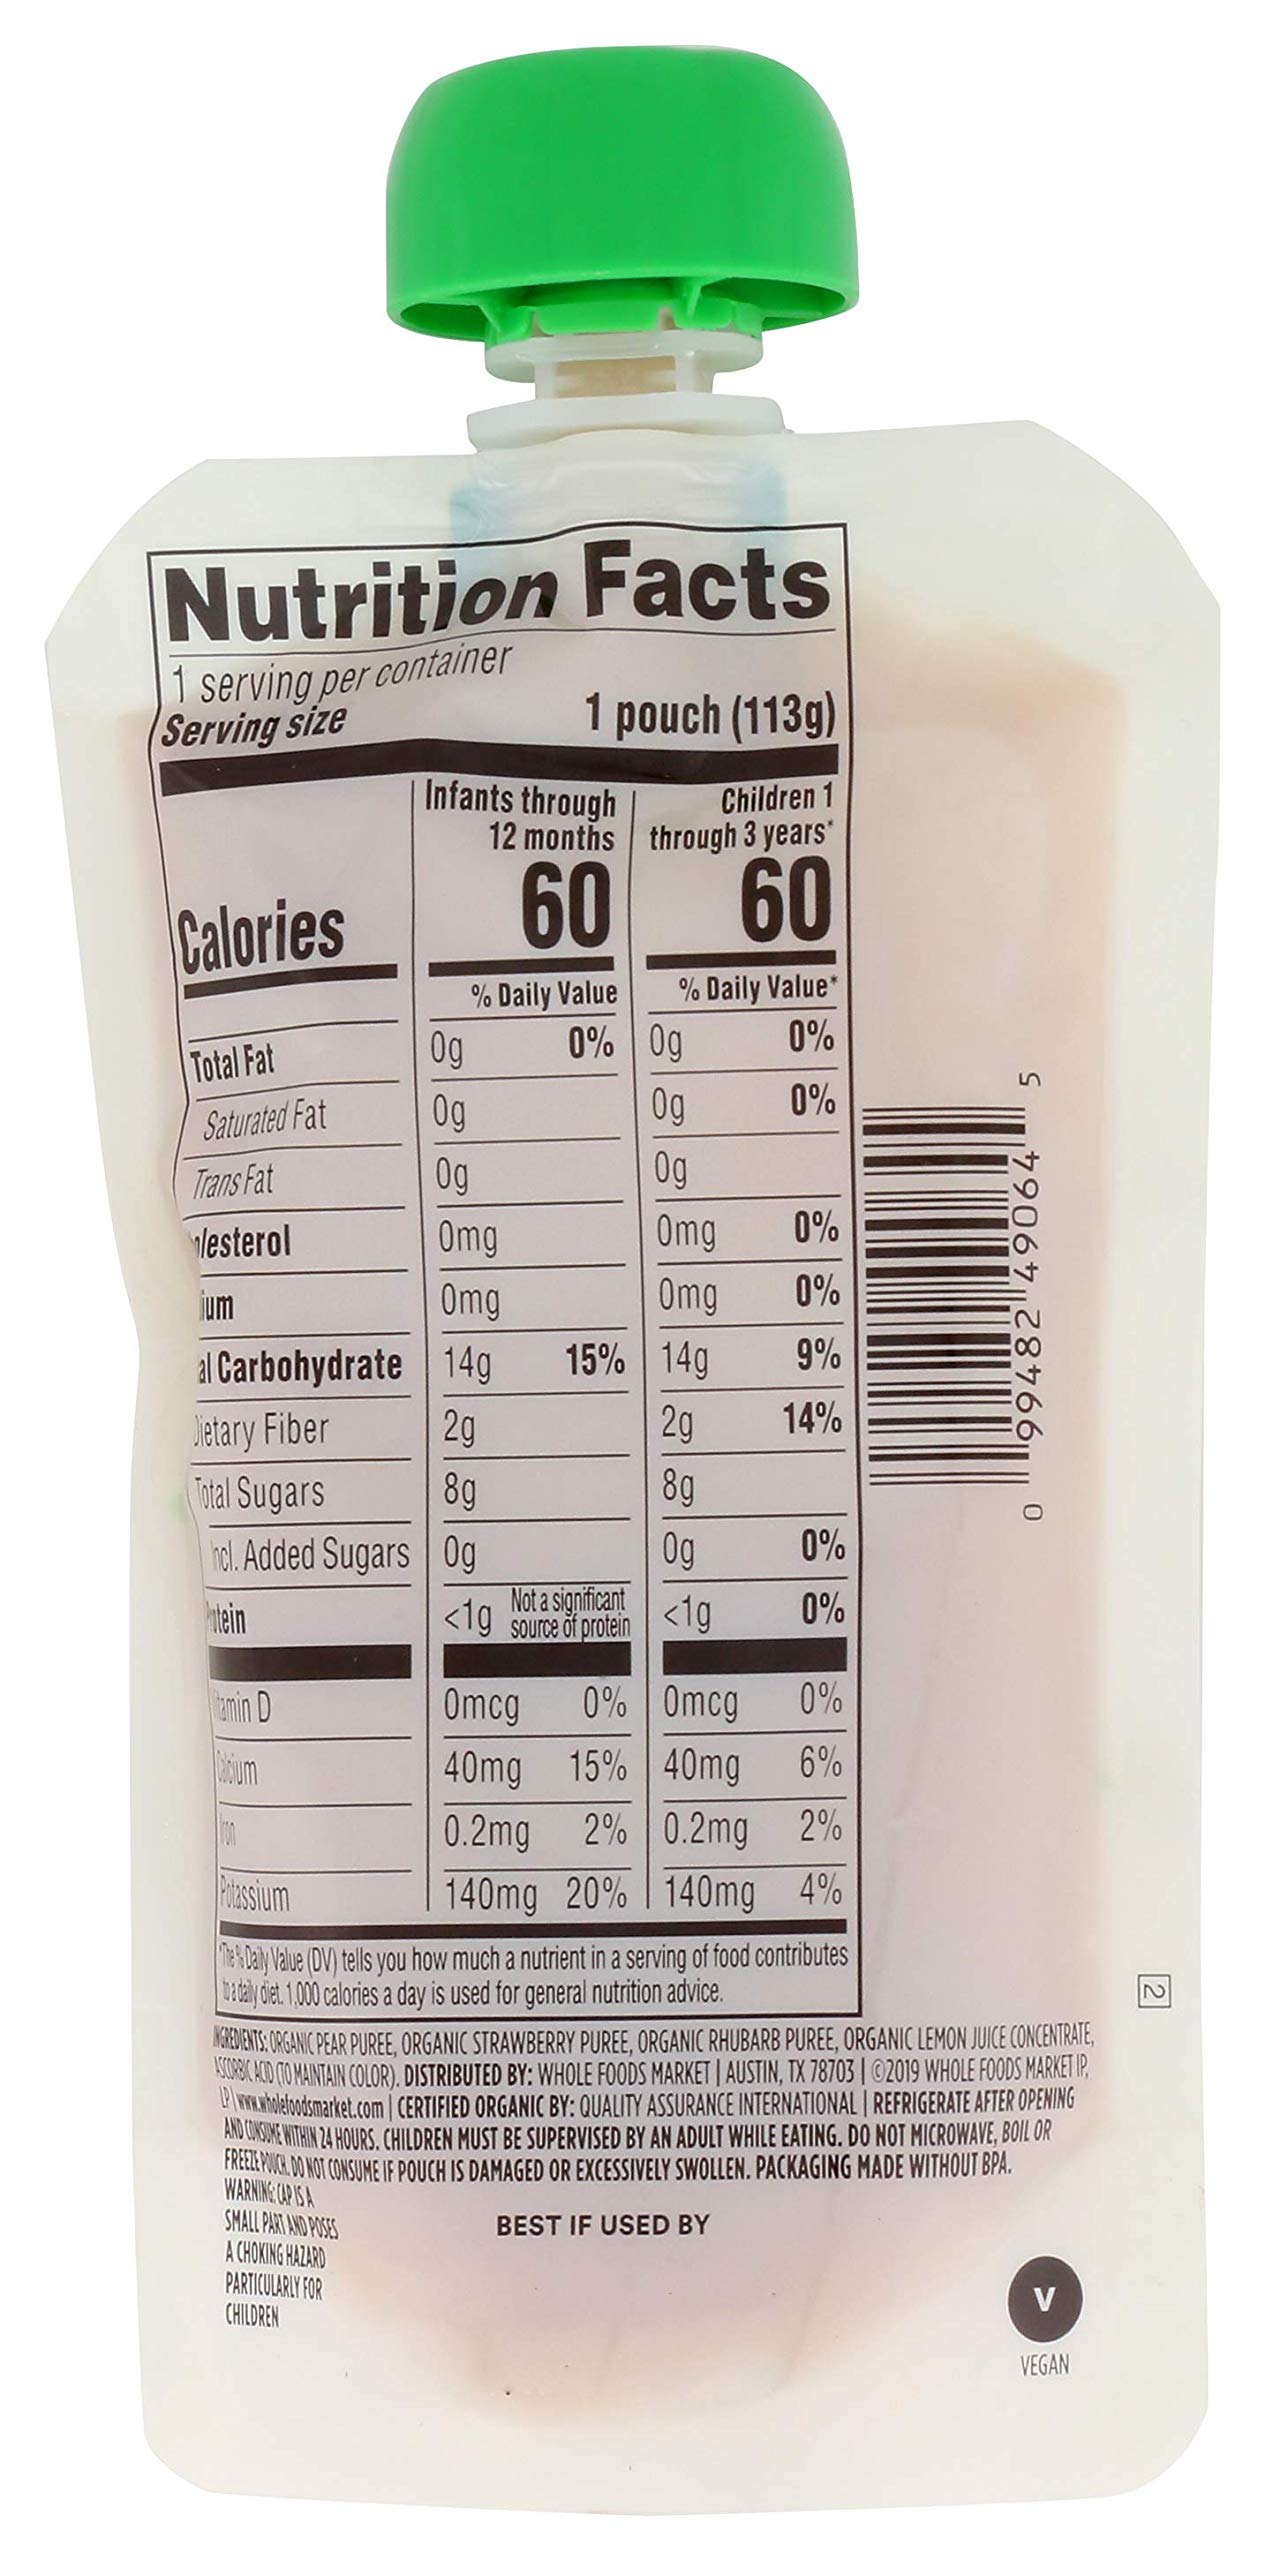 Nutrition Facts
1 serving per container
Serving size 1 pouch (113g)
Infants through 12 months Children 1 through 3 years*
Calories 60 60
% Daily Value % Daily Value*
Total Fat 0g 0% 0g 0%
Saturated Fat 0g 0g 0%
Trans Fat 0g 0g
olesterol 0mg 0mg 0%
ium 0mg 0mg 0%
al Carbohydrate 14g 15% 14g 9%
Dietary Fiber 2g 2g 14%
Total Sugars 8g 8g
Incl. Added Sugars 0g 0g 0%
otein <1g Not a significant source of protein <1g 0%
tamin D 0mcg 0% 0mcg 0%
Calcium 40mg 15% 40mg 6%
Iron 0.2mg 2% 0.2mg 2%
Potassium 140mg 20% 140mg 4%
*The % Daily Value (DV) tells you how much a nutrient in a serving of food contributes
to a daily diet. 1,000 calories a day is used for general nutrition advice.
INGREDIENTS: ORGANIC PEAR PUREE, ORGANIC STRAWBERRY PUREE, ORGANIC RHUBARB PUREE, ORGANIC LEMON JUICE CONCENTRATE,
ASCORBIC ACID (TO MAINTAIN COLOR). DISTRIBUTED BY: WHOLE FOODS MARKET | AUSTIN, TX 78703 | ©2019 WHOLE FOODS MARKET IP,
LP | www.wholefoodsmarket.com | CERTIFIED ORGANIC BY: QUALITY ASSURANCE INTERNATIONAL | REFRIGERATE AFTER OPENING
AND CONSUME WITHIN 24 HOURS. CHILDREN MUST BE SUPERVISED BY AN ADULT WHILE EATING. DO NOT MICROWAVE, BOIL OR
FREEZE POUCH. DO NOT CONSUME IF POUCH IS DAMAGED OR EXCESSIVELY SWOLLEN. PACKAGING MADE WITHOUT BPA.
WARNING: CAP IS A
SMALL PART AND POSES
A CHOKING HAZARD
PARTICULARLY FOR
CHILDREN
BEST IF USED BY
V
VEGAN
0 99482 49064 5
2